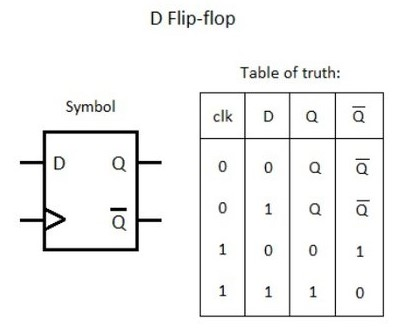 D Flip-flop
Symbol
D Q
Q̅
Table of truth:
clk D Q Q̅
0 0 Q Q̅
0 1 Q Q̅
1 0 0 1
1 1 1 0